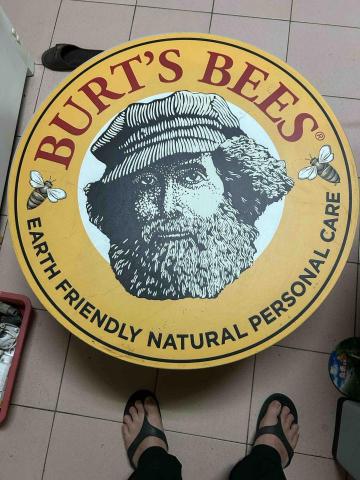 BURT'S BEES®
EARTH FRIENDLY NATURAL PERSONAL CARE